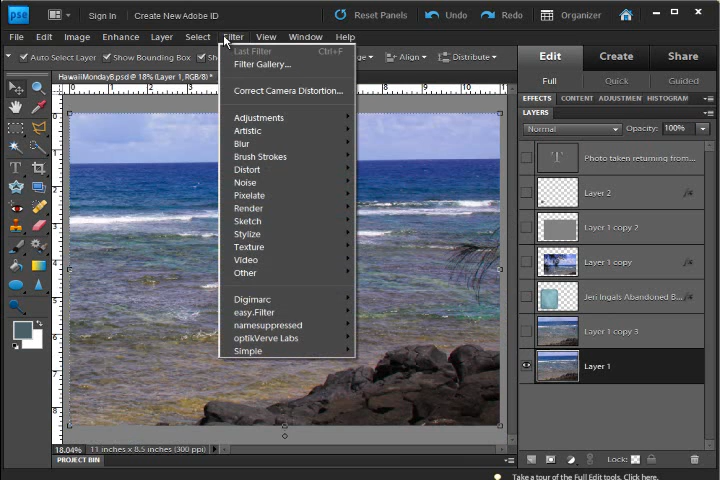 pse
Sign In
Create New Adobe ID
Reset Panels
Undo
Redo
Organizer
File Edit Image Enhance Layer Select Filter View Window Help
Auto Select Layer
Show Bounding Box
Align
Distribute
Edit
Create
Share
Full
Quick
Guided
HawaiiMondayB.psd @ 18% (Layer 1, RGB/8) *
Last Filter Ctrl+F
Filter Gallery...
Correct Camera Distortion...
Adjustments
Artistic
Blur
Brush Strokes
Distort
Noise
Pixelate
Render
Sketch
Stylize
Texture
Video
Other
Digimarc
easy.Filter
namesuppressed
optikVerve Labs
Simple
EFFECTS CONTENT ADJUSTMEN HISTOGRAM
LAYERS
Normal
Opacity: 100%
Photo taken returning from...
Layer 2
Layer 1 copy 2
Layer 1 copy
Jeri Ingals Abandoned B...
Layer 1 copy 3
Layer 1
Lock:
18.04% 11 inches x 8.5 inches (300 ppi)
PROJECT BIN
Take a tour of the Full Edit tools. Click here.